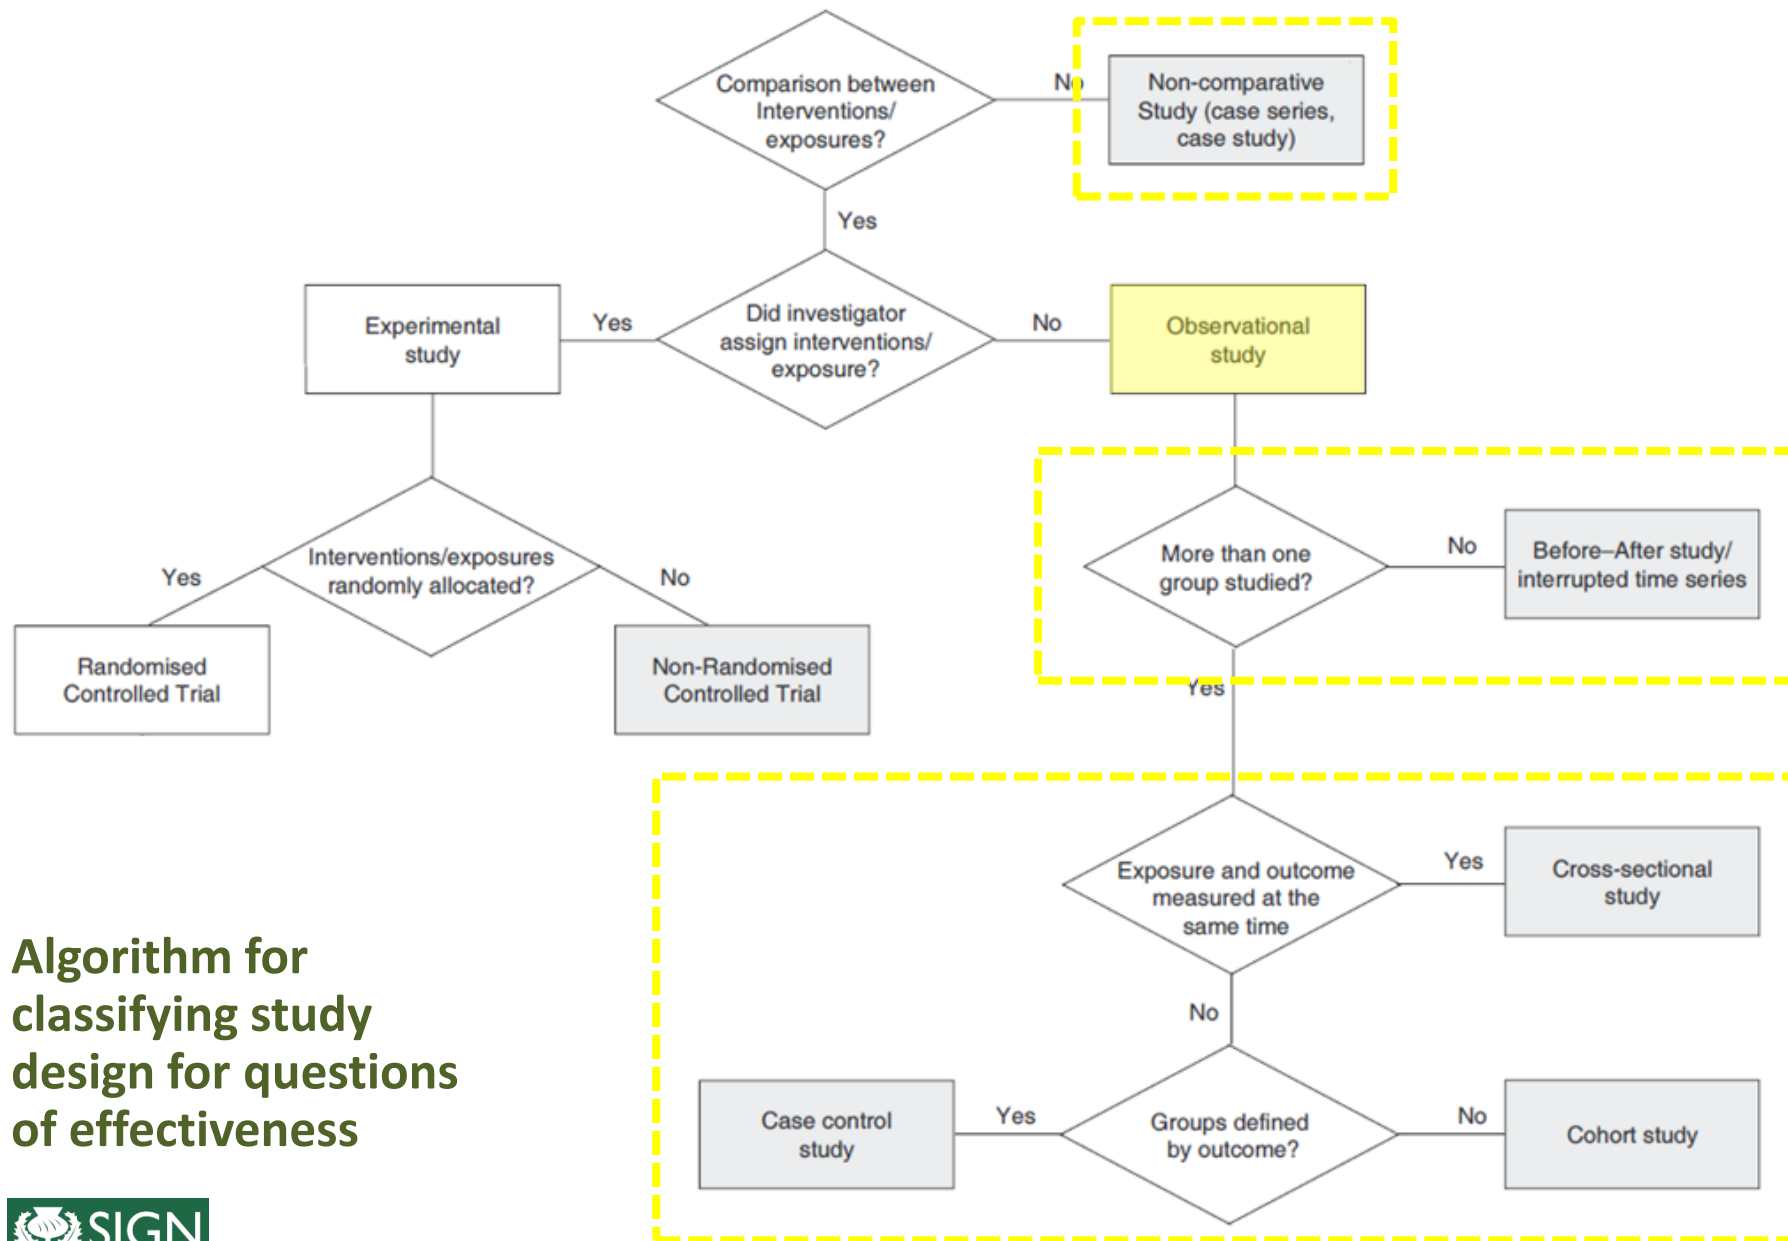 Comparison between
Interventions/
exposures?
No
Non-comparative
Study (case series,
case study)
Yes
Experimental
study
Yes
Did investigator
assign interventions/
exposure?
No
Observational
study
Yes
Interventions/exposures
randomly allocated?
No
More than one
group studied?
No
Before–After study/
interrupted time series
Randomised
Controlled Trial
Non-Randomised
Controlled Trial
Yes
Exposure and outcome
measured at the
same time
Yes
Cross-sectional
study
No
Case control
study
Yes
Groups defined
by outcome?
No
Cohort study
Algorithm for
classifying study
design for questions
of effectiveness
SIGN